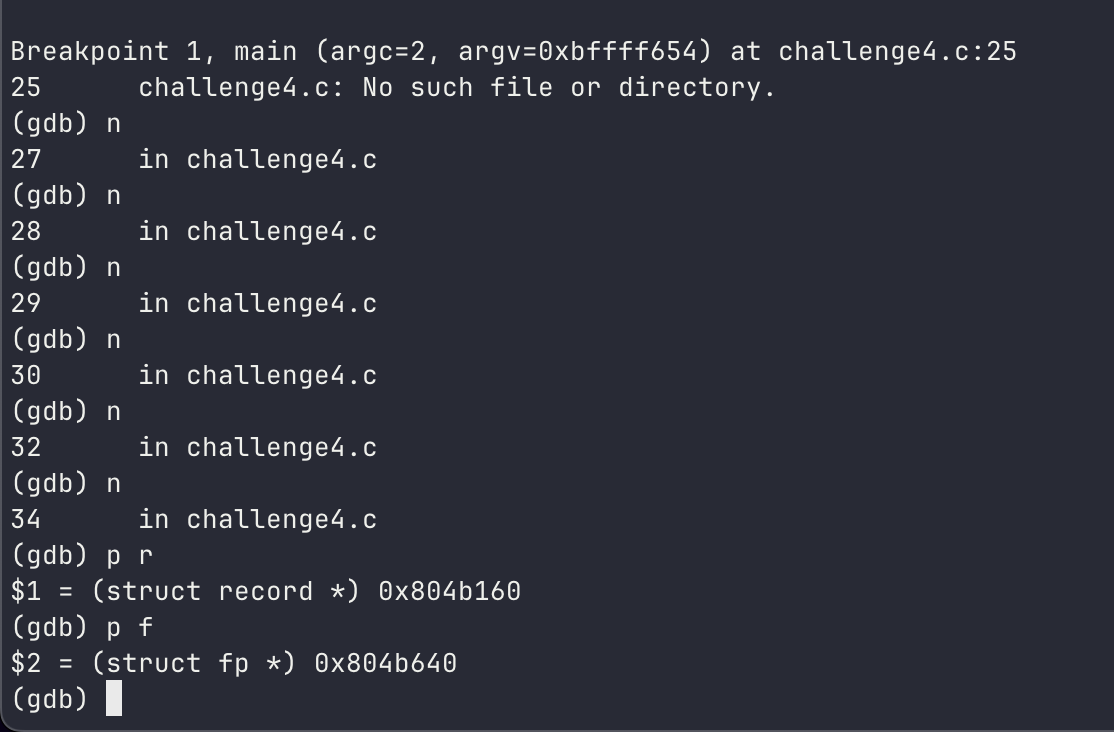 Breakpoint 1, main (argc=2, argv=0xbffff654) at challenge4.c:25
25      challenge4.c: No such file or directory.
(gdb) n
27      in challenge4.c
(gdb) n
28      in challenge4.c
(gdb) n
29      in challenge4.c
(gdb) n
30      in challenge4.c
(gdb) n
32      in challenge4.c
(gdb) n
34      in challenge4.c
(gdb) p r
$1 = (struct record *) 0x804b160
(gdb) p f
$2 = (struct fp *) 0x804b640
(gdb)